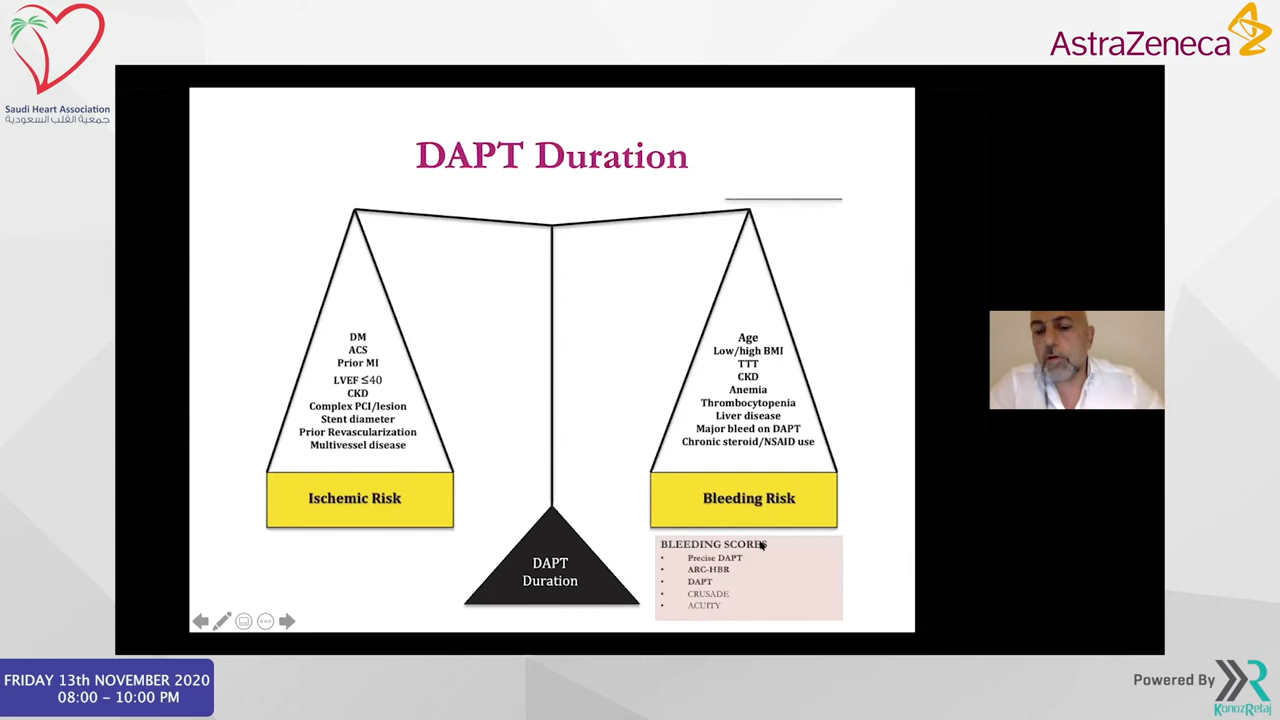 Saudi Heart Association
جمعية القلب السعودية
AstraZeneca
DAPT Duration
DM
ACS
Prior MI
LVEF ≤40
CKD
Complex PCI/lesion
Stent diameter
Prior Revascularization
Multivessel disease
Ischemic Risk
Age
Low/high BMI
TTT
CKD
Anemia
Thrombocytopenia
Liver disease
Major bleed on DAPT
Chronic steroid/NSAID use
Bleeding Risk
DAPT
Duration
BLEEDING SCORES
• Precise DAPT
• ARC-HBR
• DAPT
• CRUSADE
• ACUITY
FRIDAY 13th NOVEMBER 2020
08:00 – 10:00 PM
Powered By
KonozRetaj